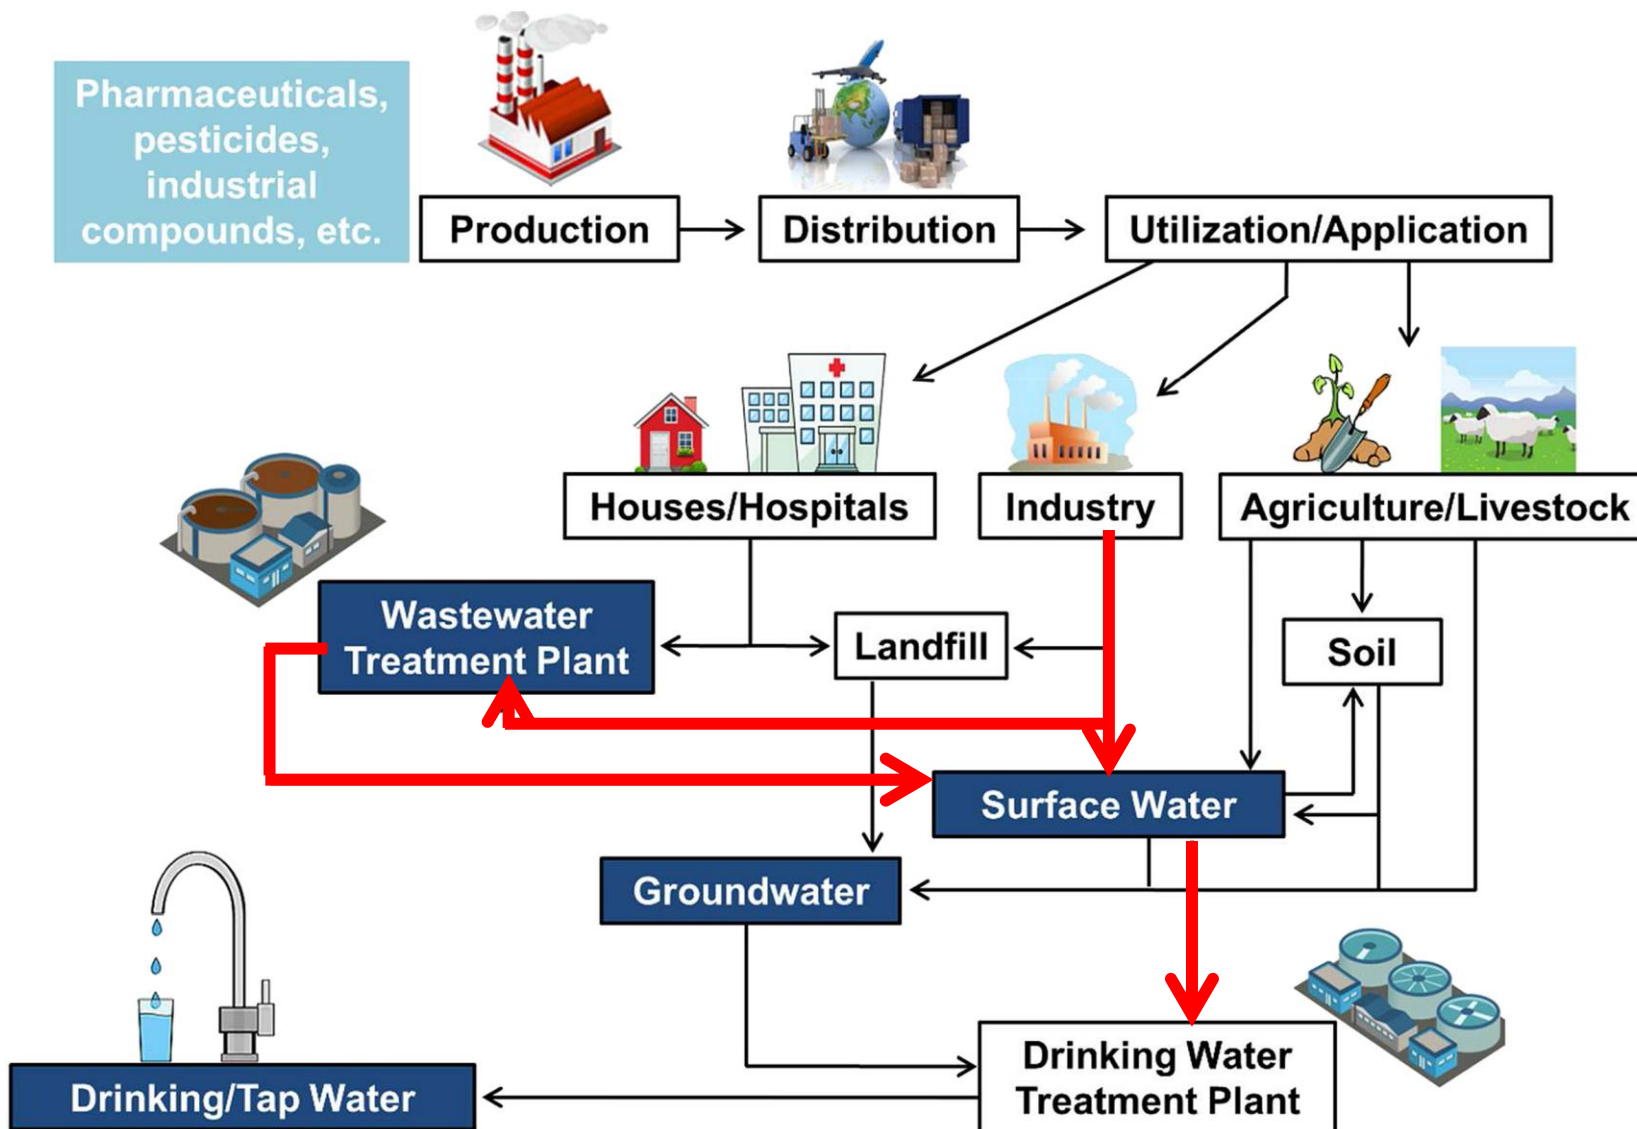 Pharmaceuticals,
pesticides,
industrial
compounds, etc.
Production
Distribution
Utilization/Application
Houses/Hospitals
Industry
Agriculture/Livestock
Wastewater
Treatment Plant
Landfill
Soil
Surface Water
Groundwater
Drinking Water
Treatment Plant
Drinking/Tap Water